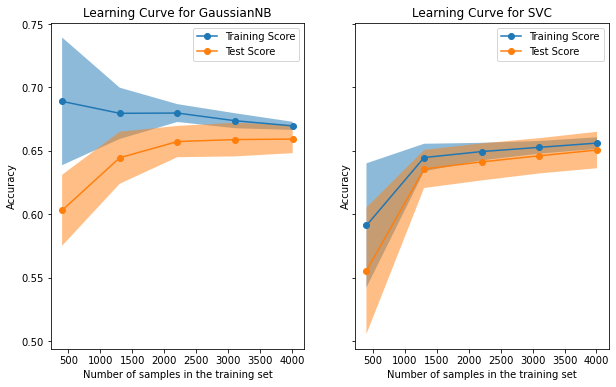 Learning Curve for GaussianNB
Training Score
Test Score
Accuracy
0.75
0.70
0.65
0.60
0.55
0.50
500 1000 1500 2000 2500 3000 3500 4000
Number of samples in the training set
Learning Curve for SVC
Training Score
Test Score
Accuracy
500 1000 1500 2000 2500 3000 3500 4000
Number of samples in the training set